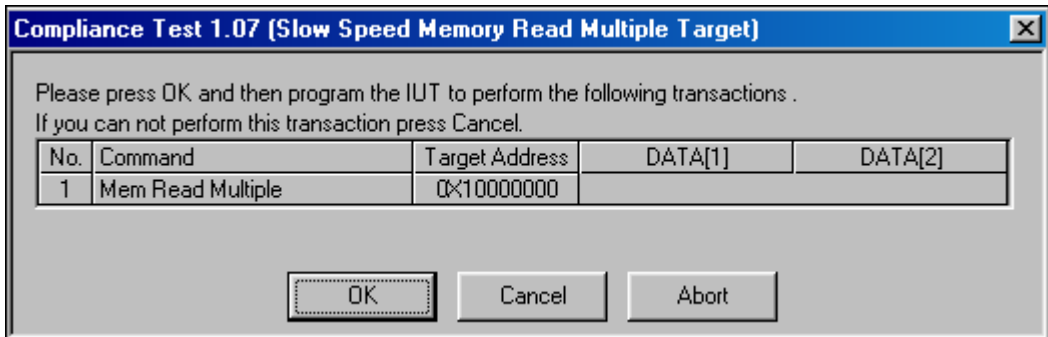 Compliance Test 1.07 (Slow Speed Memory Read Multiple Target)
Please press OK and then program the IUT to perform the following transactions .
If you can not perform this transaction press Cancel.
No. Command Target Address DATA[1] DATA[2]
1 Mem Read Multiple 0X10000000
OK Cancel Abort